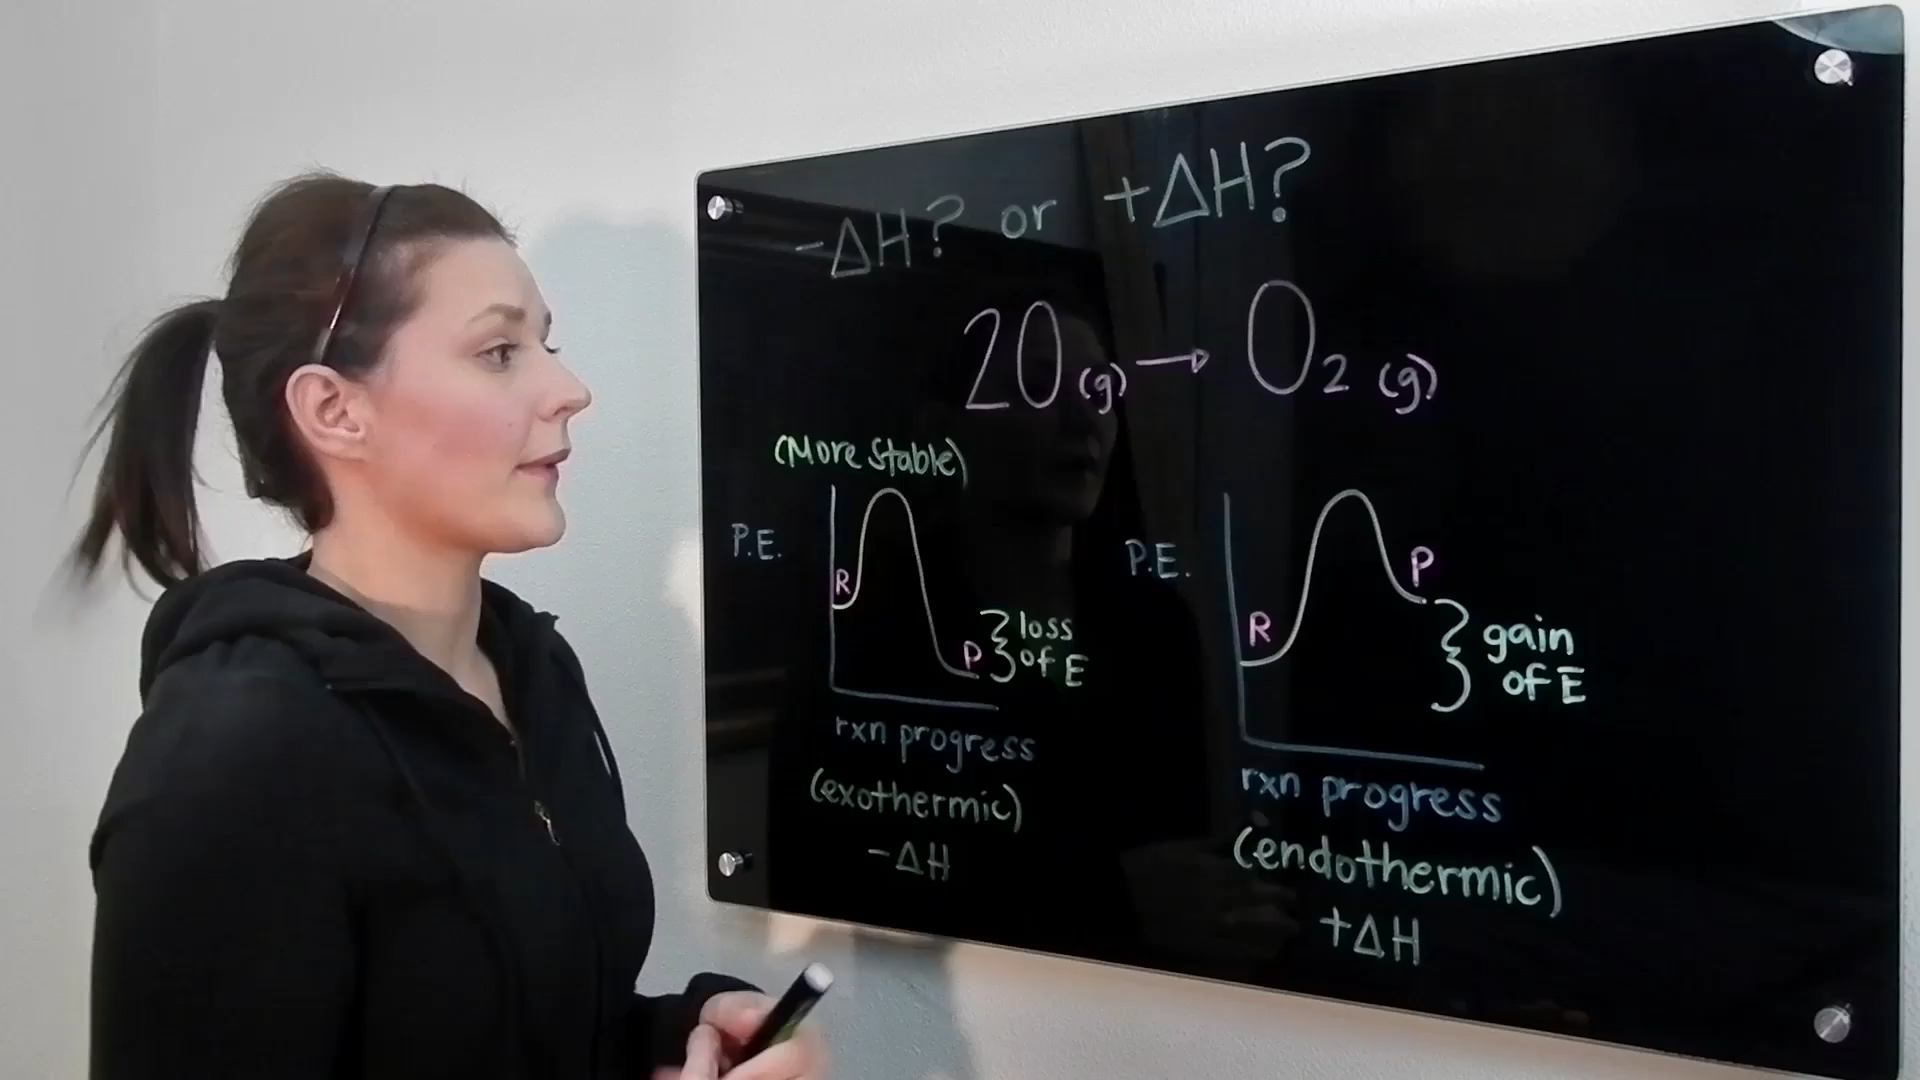 -ΔH? or +ΔH?
2O (g) → O2 (g)
(More Stable)
P.E.
R
P
loss
of E
rxn progress
(exothermic)
-ΔH
P.E.
R
P
gain
of E
rxn progress
(endothermic)
+ΔH